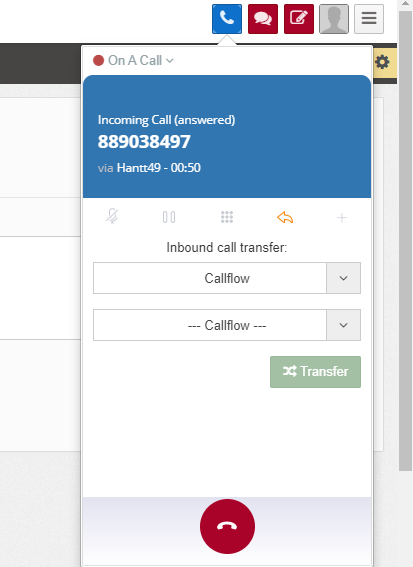 On A Call
Incoming Call (answered)
889038497
via Hantt49 - 00:50
Inbound call transfer:
Callflow
--- Callflow ---
Transfer